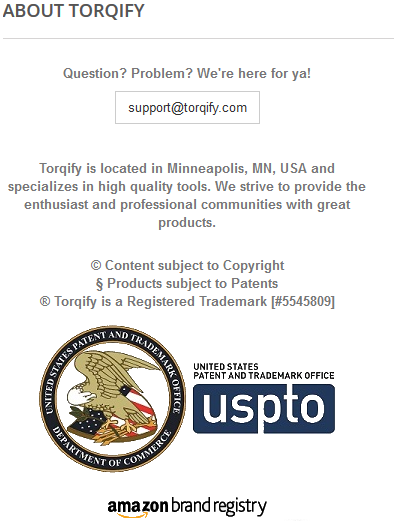 ABOUT TORQIFY
Question? Problem? We're here for ya!
support@torqify.com
Torqify is located in Minneapolis, MN, USA and
specializes in high quality tools. We strive to provide the
enthusiast and professional communities with great
products.
© Content subject to Copyright
§ Products subject to Patents
® Torqify is a Registered Trademark [#5545809]
UNITED STATES PATENT AND TRADEMARK OFFICE
DEPARTMENT OF COMMERCE
UNITED STATES
PATENT AND TRADEMARK OFFICE
uspto
amazon brand registry